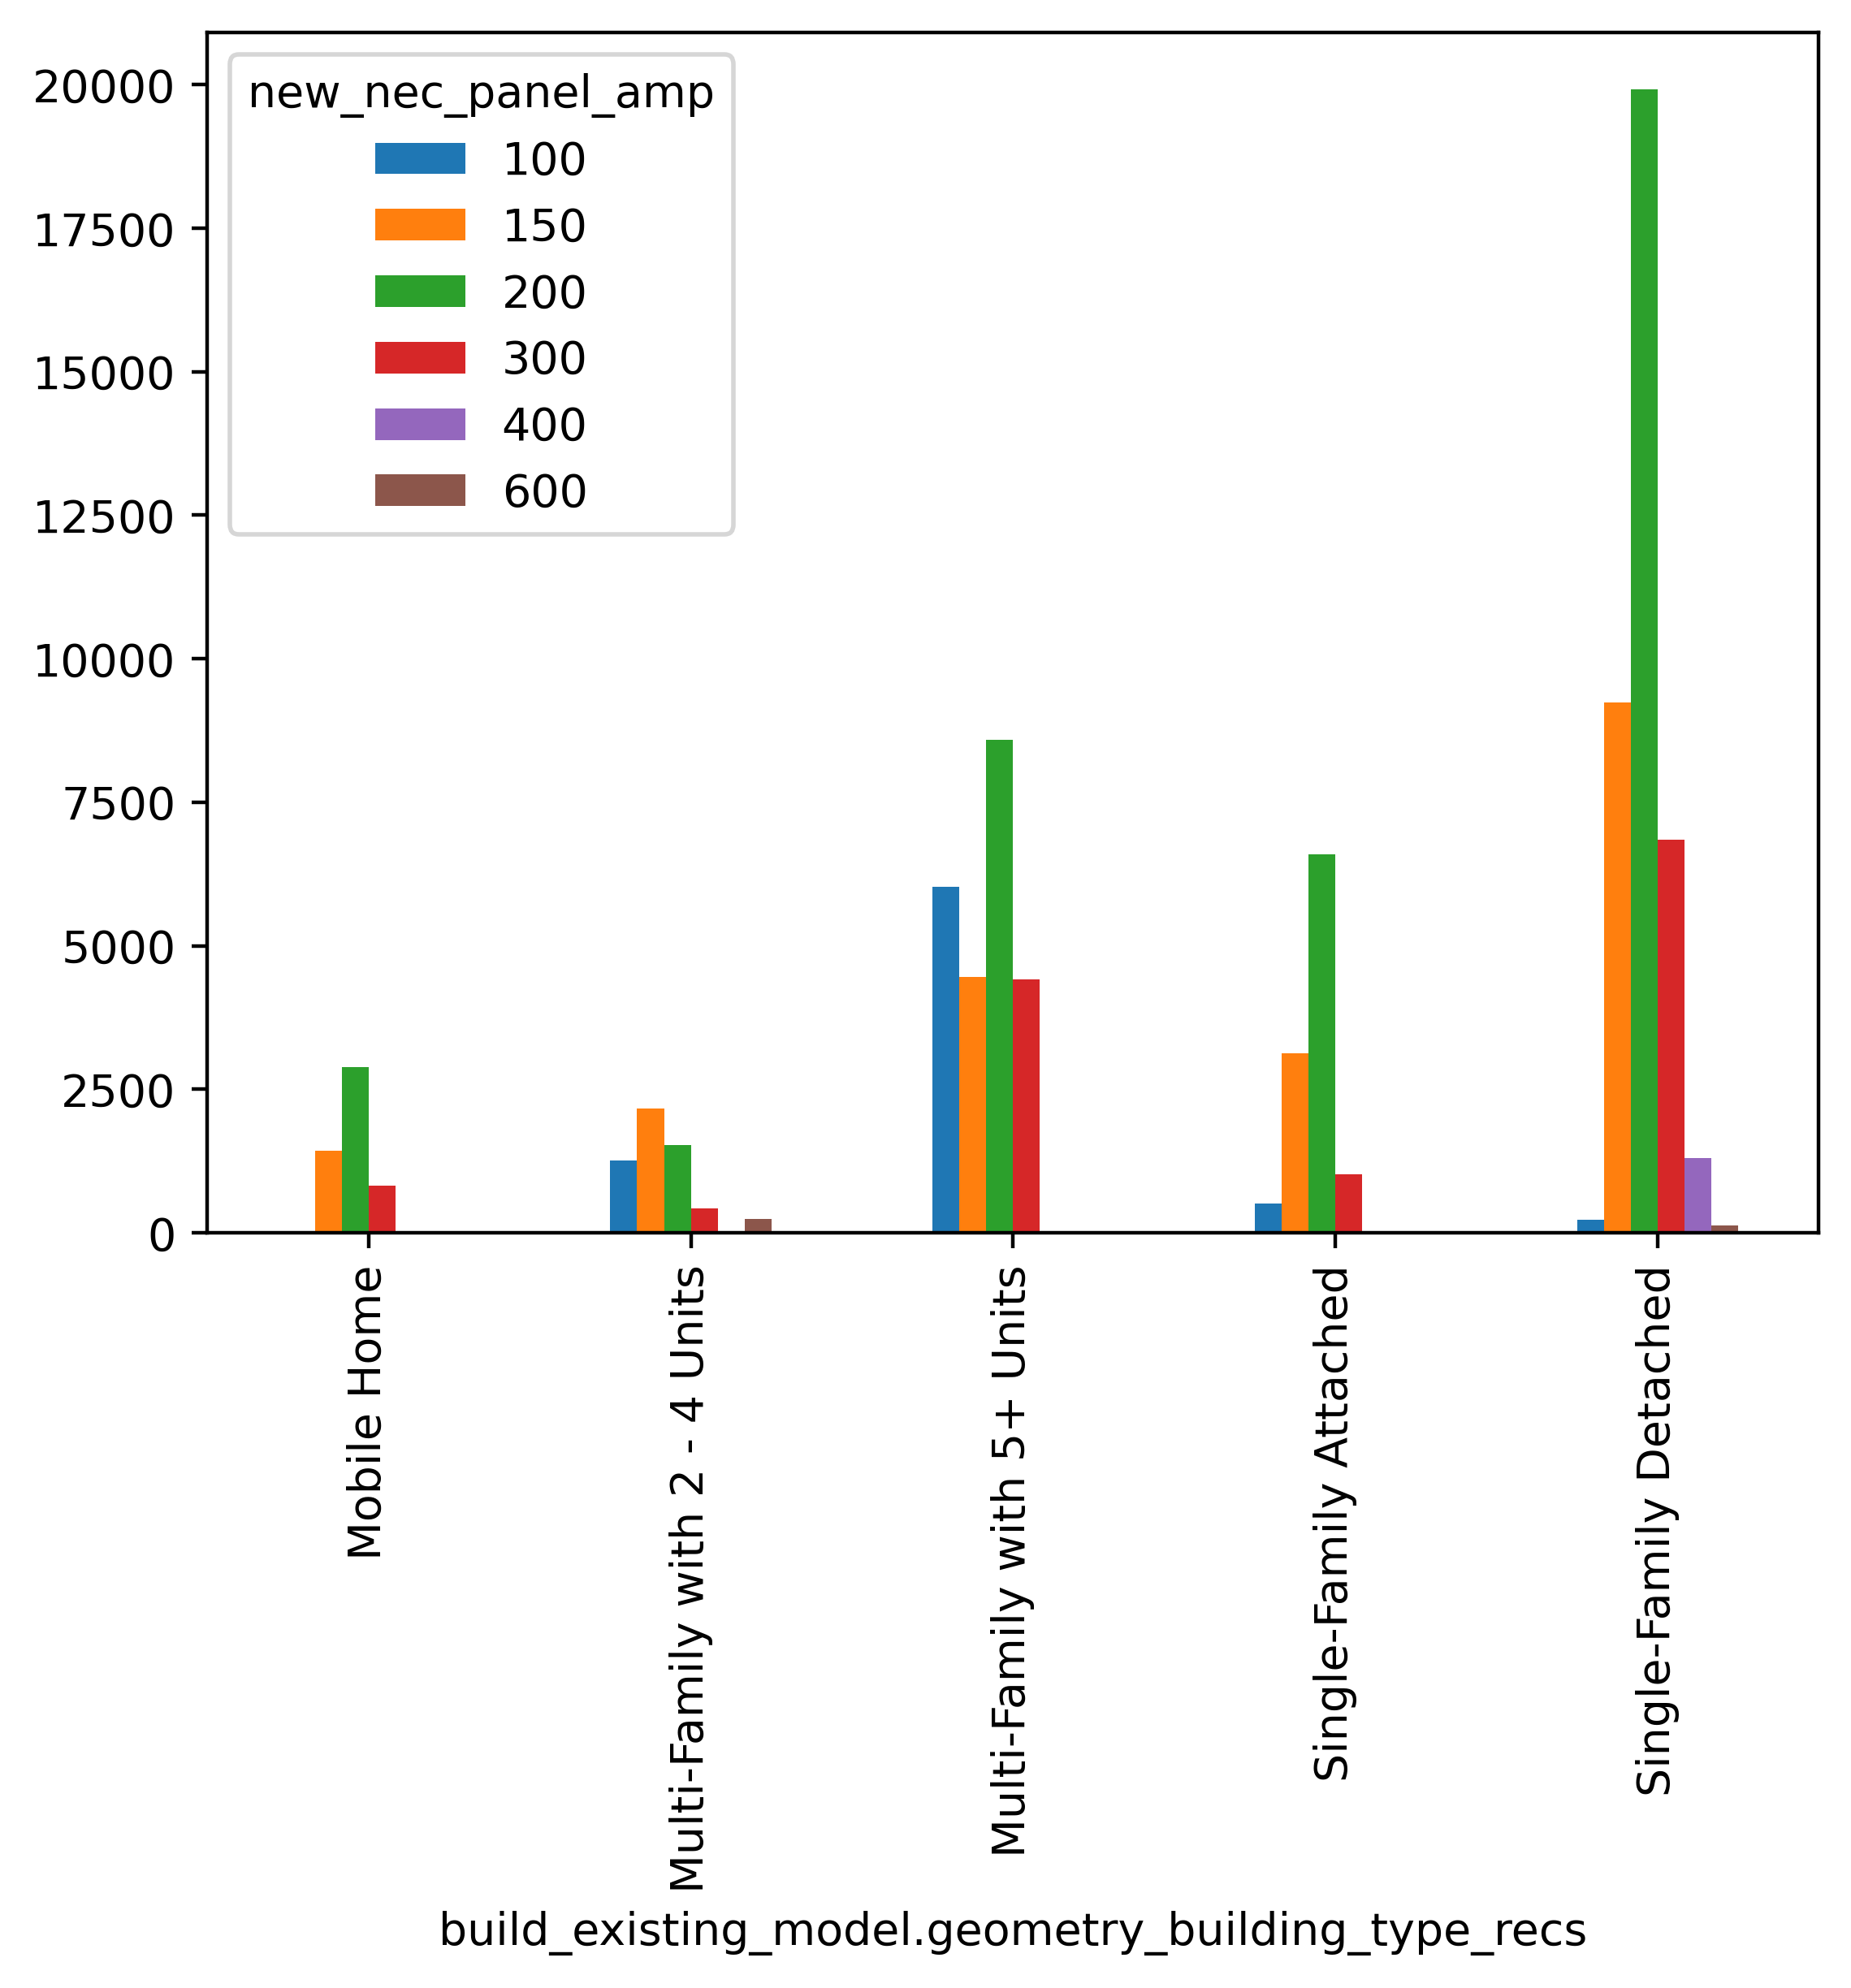 20000
17500
15000
12500
10000
7500
5000
2500
0
new_nec_panel_amp
100
150
200
300
400
600
Mobile Home
Multi-Family with 2 - 4 Units
Multi-Family with 5+ Units
Single-Family Attached
Single-Family Detached
build_existing_model.geometry_building_type_recs